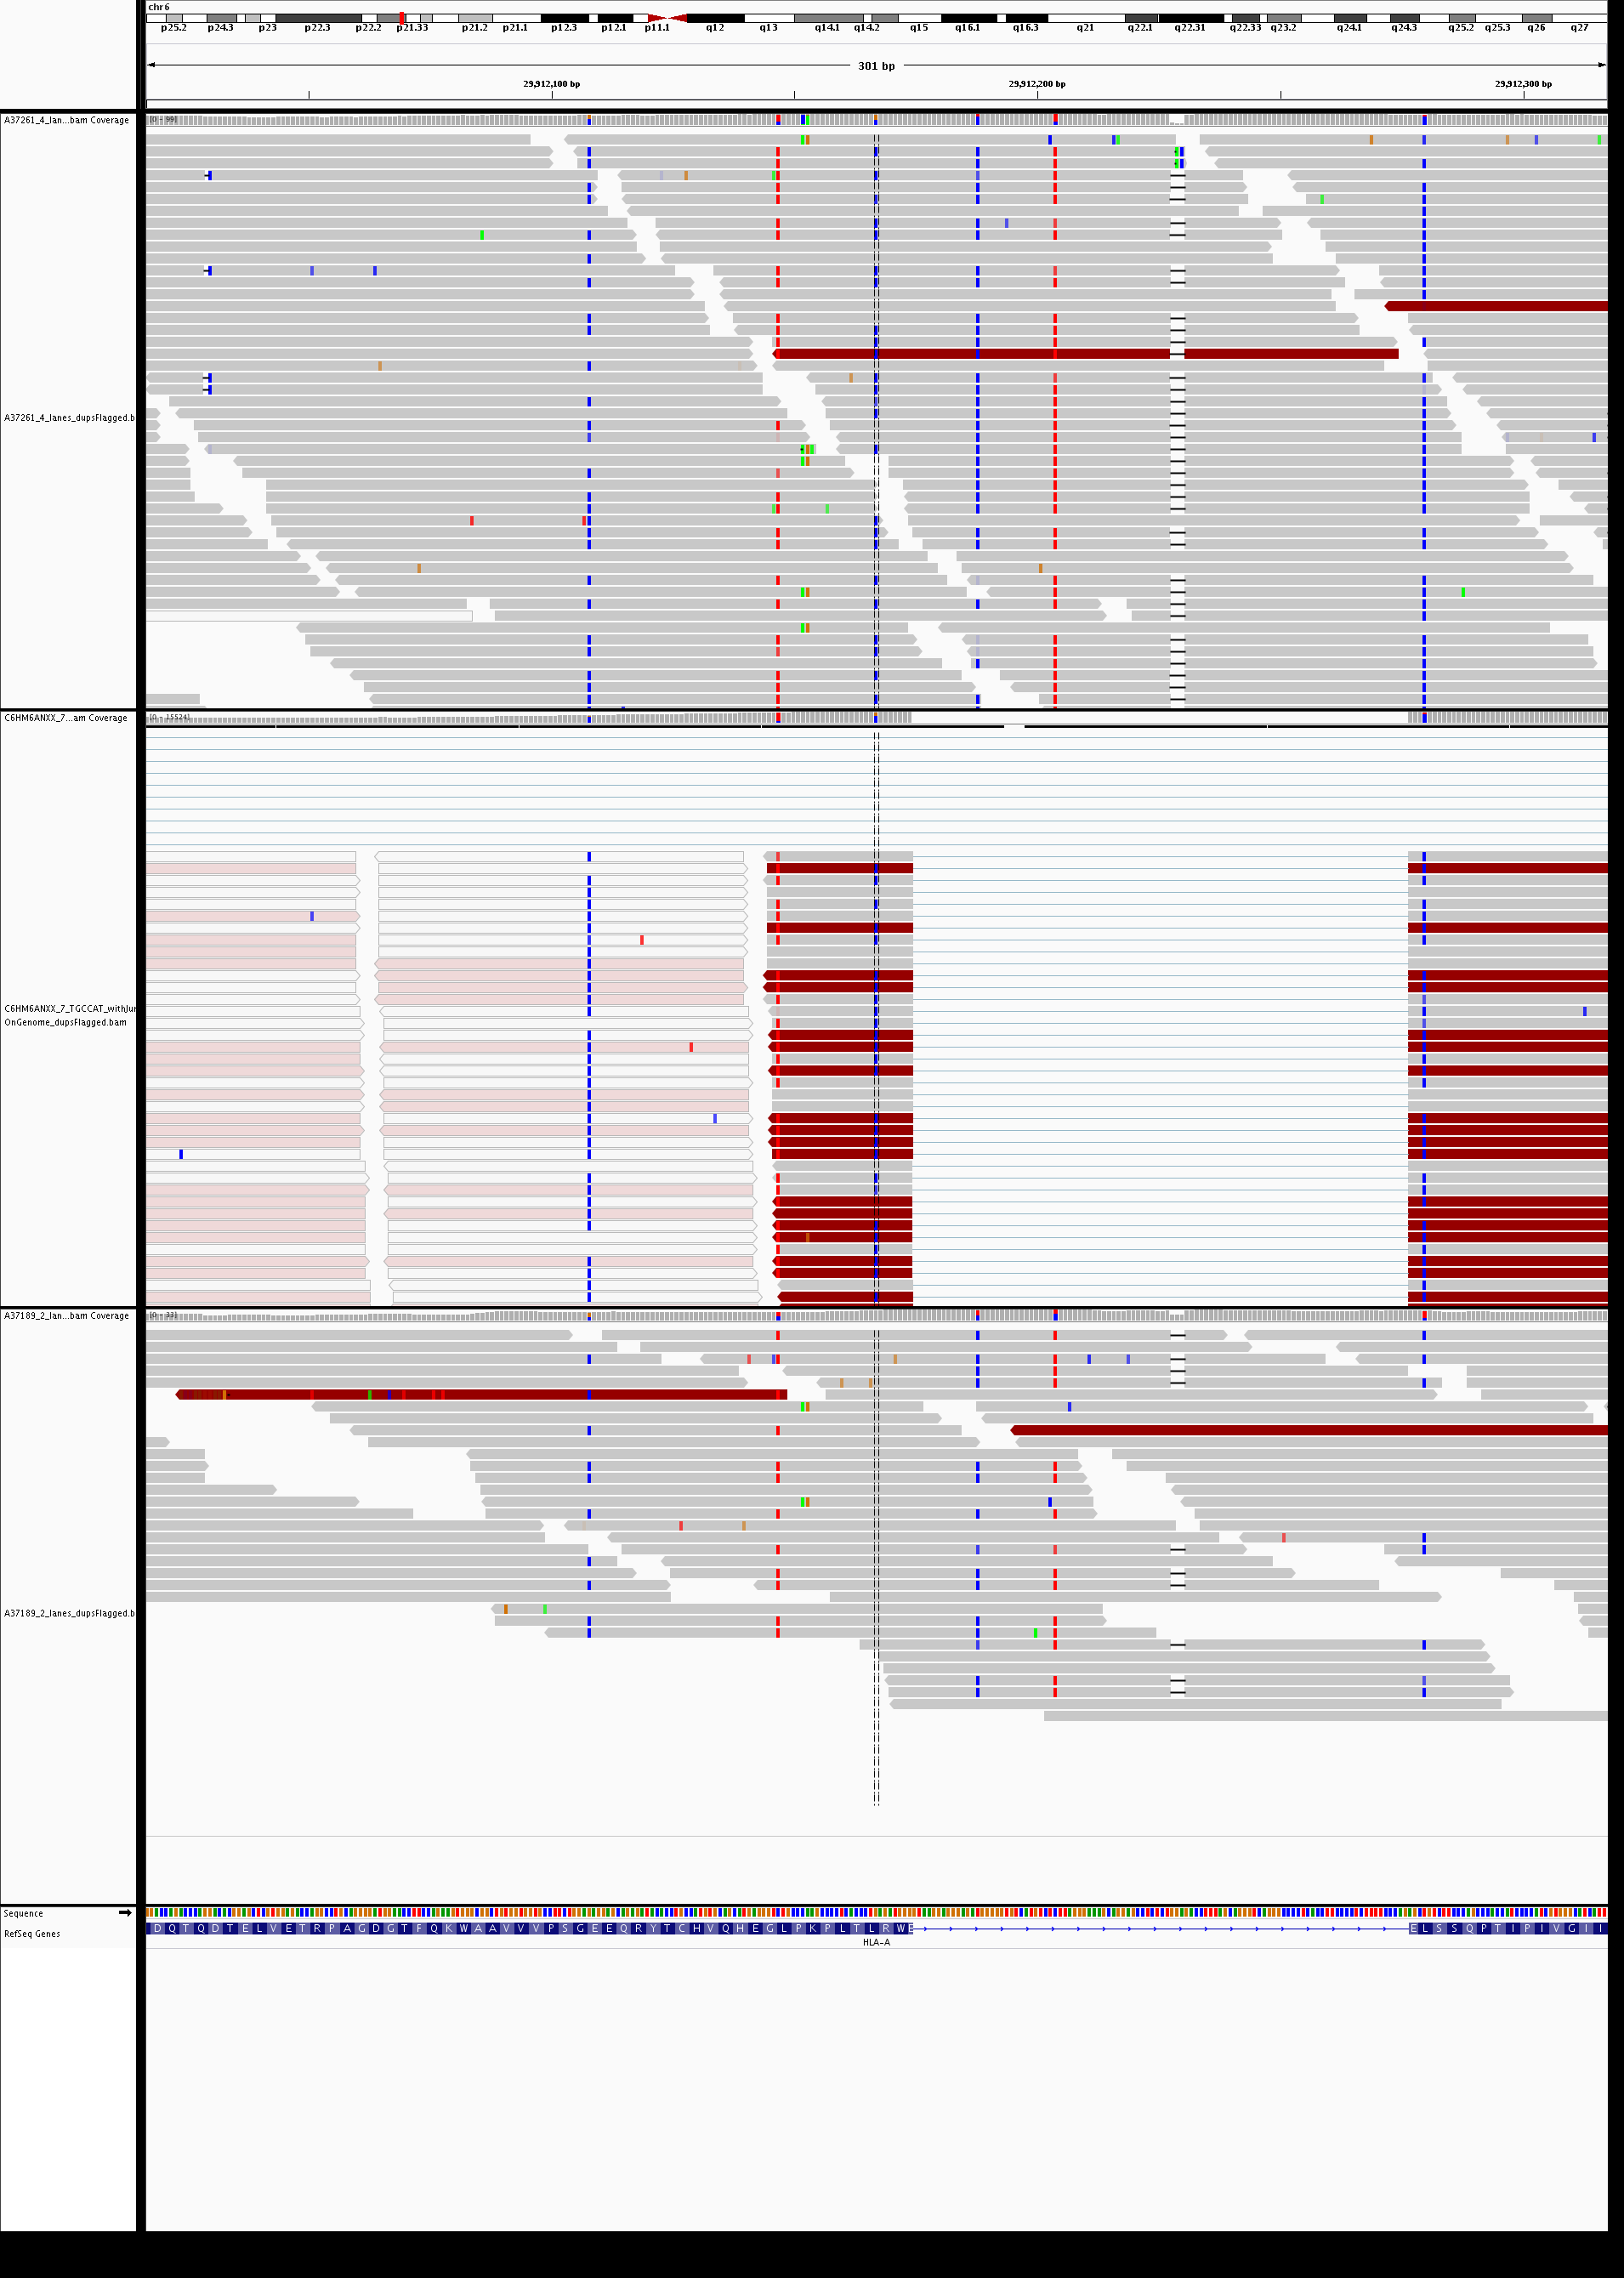 chr6
p25.2 p24.3 p23 p22.3 p22.2 p21.33 p21.2 p21.1 p12.3 p12.1 p11.1 q12 q13 q14.1 q14.2 q15 q16.1 q16.3 q21 q22.1 q22.31 q22.33 q23.2 q24.1 q24.3 q25.2 q25.3 q26 q27
301 bp
29,912,100 bp 29,912,200 bp 29,912,300 bp
A37261_4_lan...bam Coverage
[0 - 99]
A37261_4_lanes_dupsFlagged.b
C6HM6ANXX_7...am Coverage
[0 - 15524]
C6HM6ANXX_7_TGCCAT_withJun
OnGenome_dupsFlagged.bam
A37189_2_lan...bam Coverage
[0 - 33]
A37189_2_lanes_dupsFlagged.b
Sequence
RefSeq Genes
D Q T Q D T E L V E T R P A G D G T F Q K W A A V V V P S G E E Q R Y T C H V Q H E G L P K P L T L R W E E L S S Q P T I P I V G I I
HLA-A